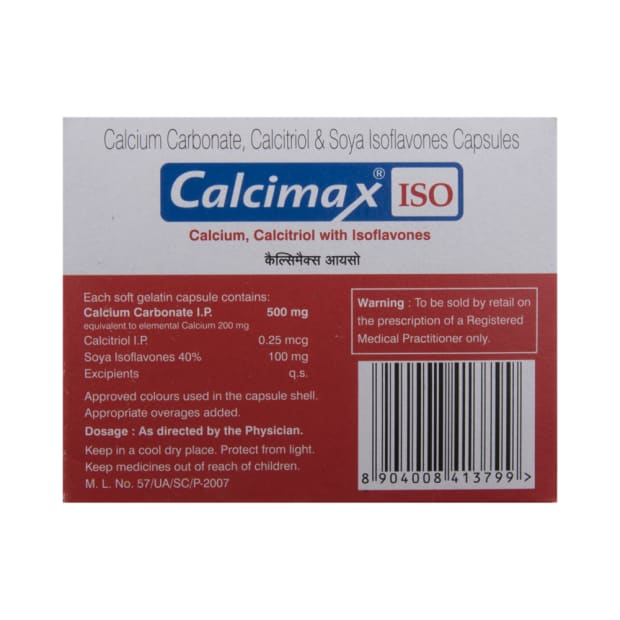 Calcium Carbonate, Calcitriol & Soya Isoflavones Capsules
Calcimax® ISO
Calcium, Calcitriol with Isoflavones
कैल्सिमैक्स आयसो
Each soft gelatin capsule contains:
Calcium Carbonate I.P. 500 mg
equivalent to elemental Calcium 200 mg
Calcitriol I.P. 0.25 mcg
Soya Isoflavones 40% 100 mg
Excipients q.s.
Approved colours used in the capsule shell.
Appropriate overages added.
Dosage : As directed by the Physician.
Keep in a cool dry place. Protect from light.
Keep medicines out of reach of children.
M. L. No. 57/UA/SC/P-2007
Warning : To be sold by retail on
the prescription of a Registered
Medical Practitioner only.
8 904008 413799 >